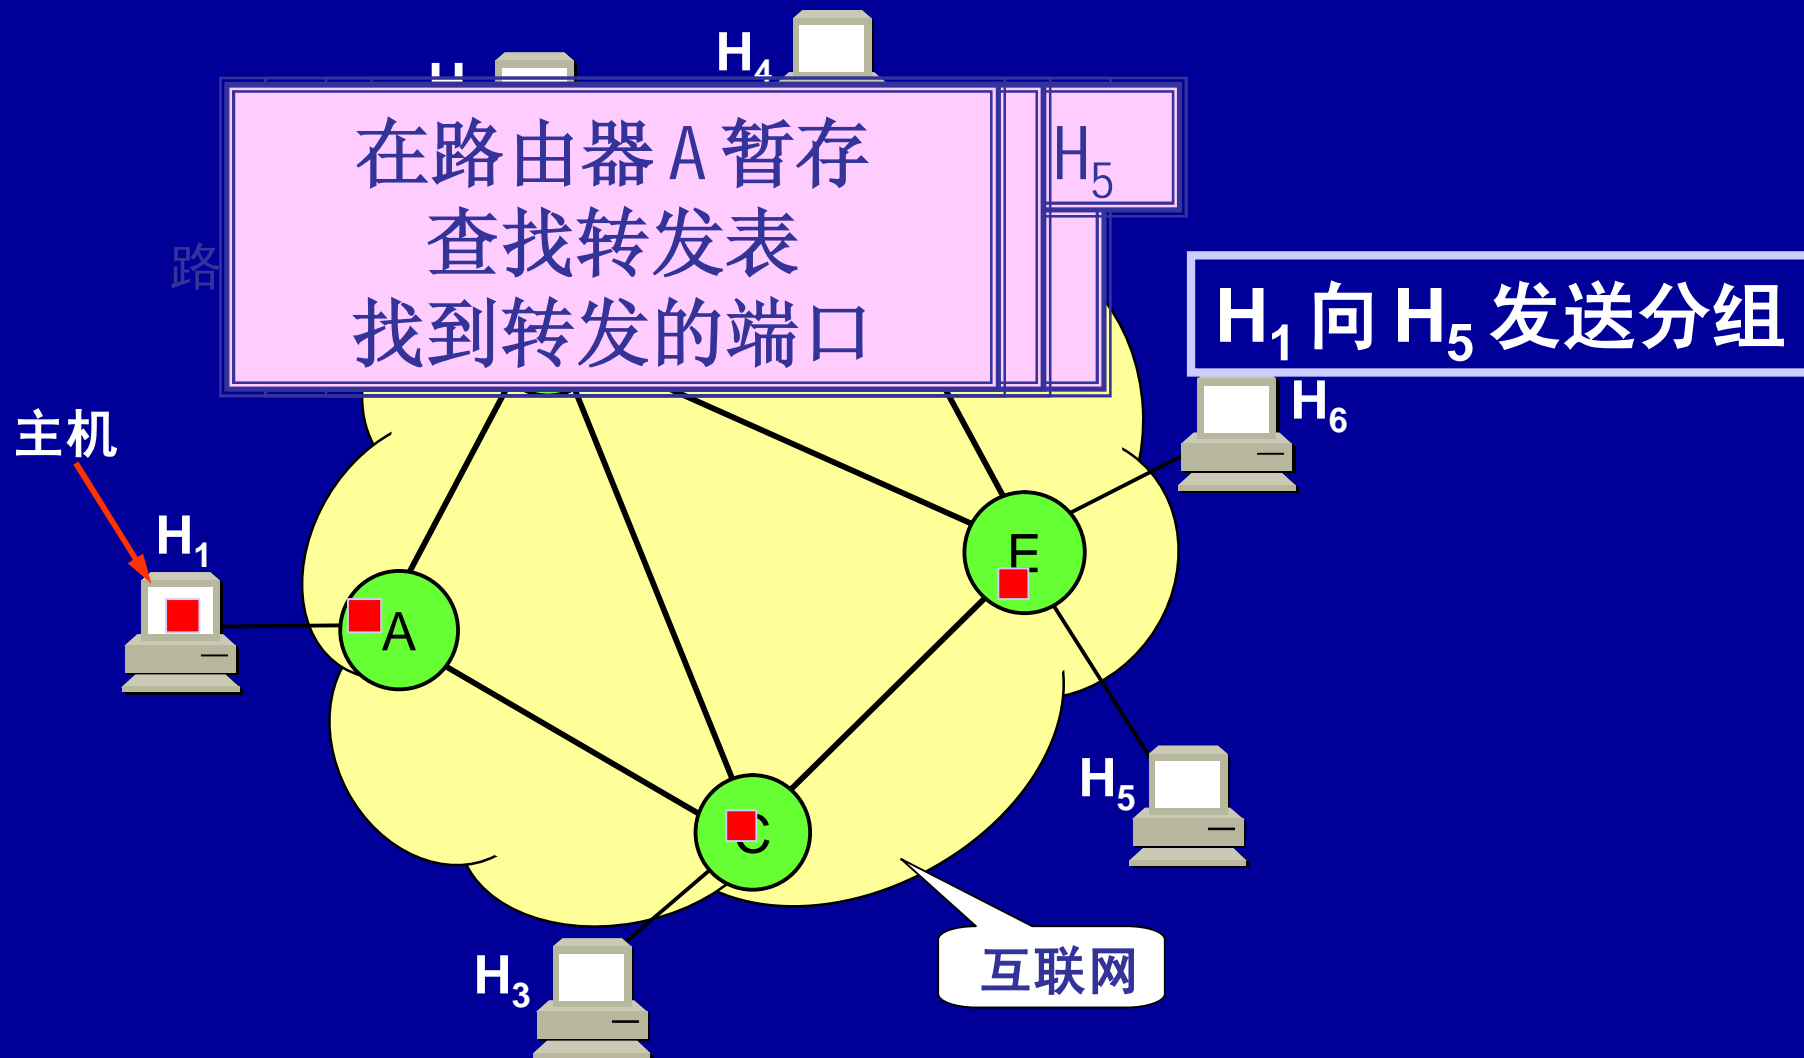 H
H4
在路由器 A 暂存
查找转发表
找到转发的端口
H5
路
H1 向 H5 发送分组
主机
H6
H1
E
A
H5
C
互联网
H3